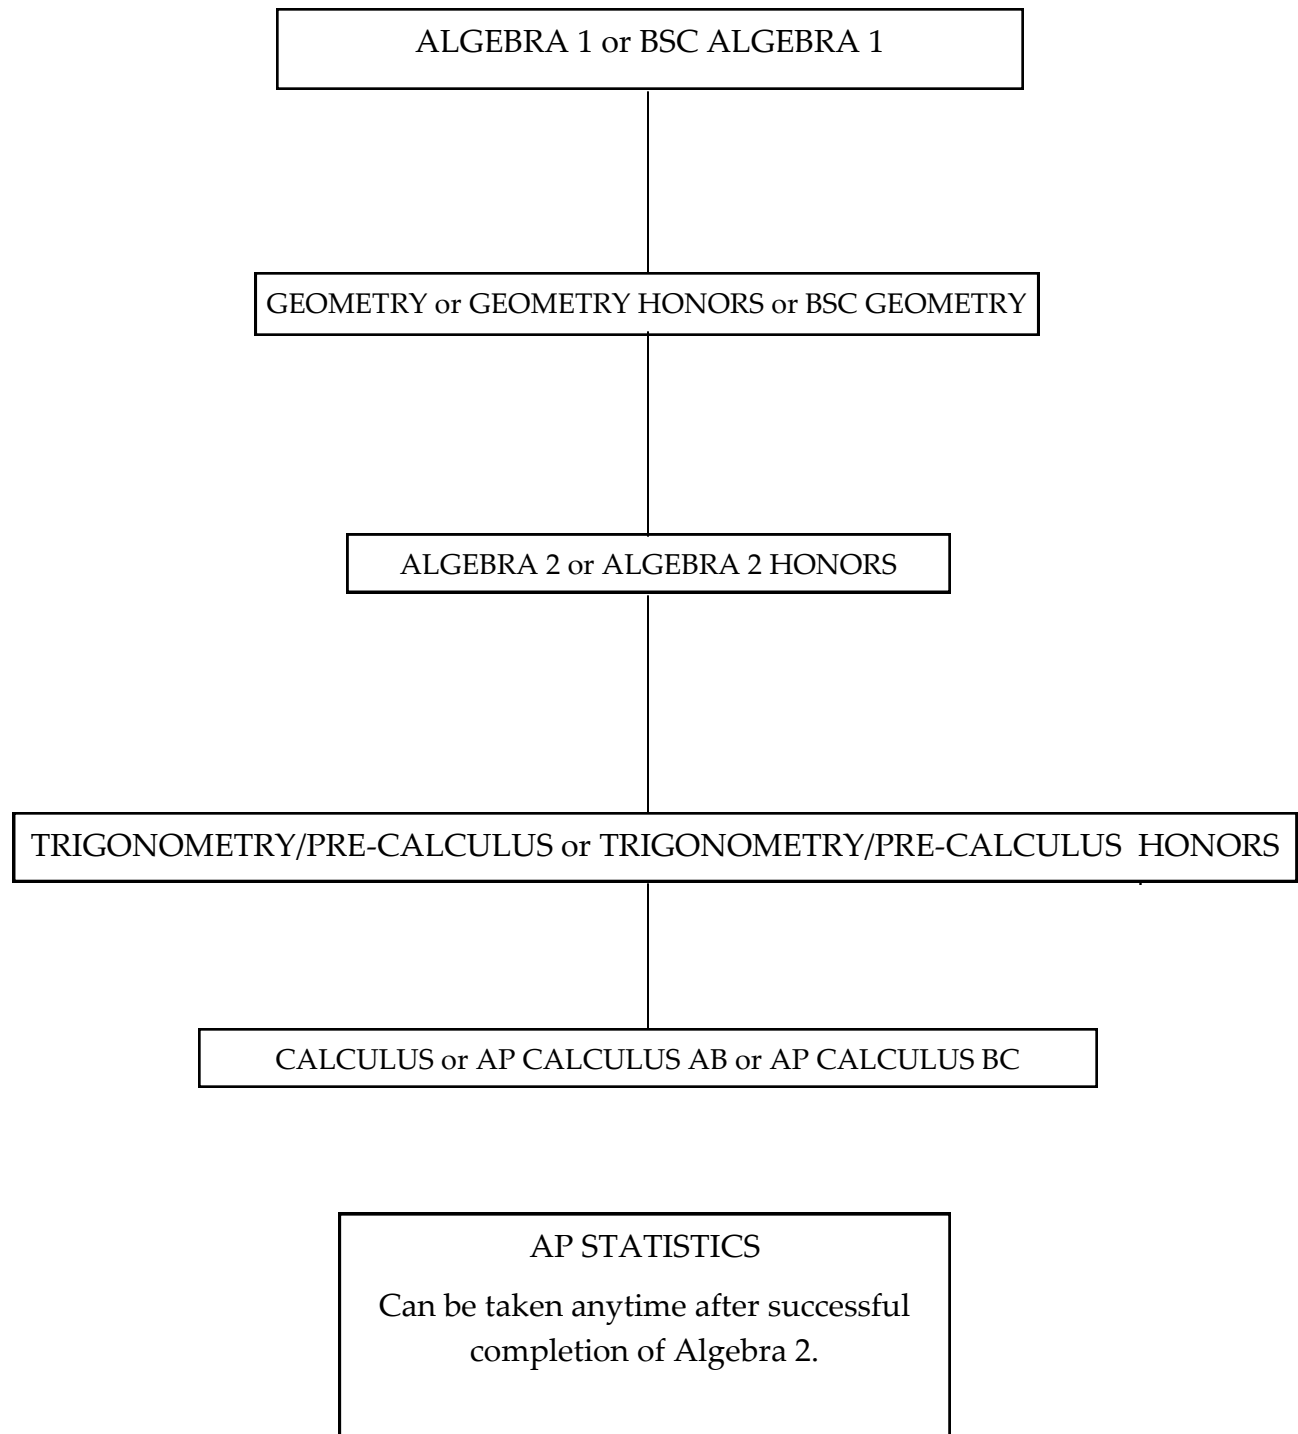 ALGEBRA 1 or BSC ALGEBRA 1
GEOMETRY or GEOMETRY HONORS or BSC GEOMETRY
ALGEBRA 2 or ALGEBRA 2 HONORS
TRIGONOMETRY/PRE-CALCULUS or TRIGONOMETRY/PRE-CALCULUS HONORS
CALCULUS or AP CALCULUS AB or AP CALCULUS BC
AP STATISTICS
Can be taken anytime after successful
completion of Algebra 2.